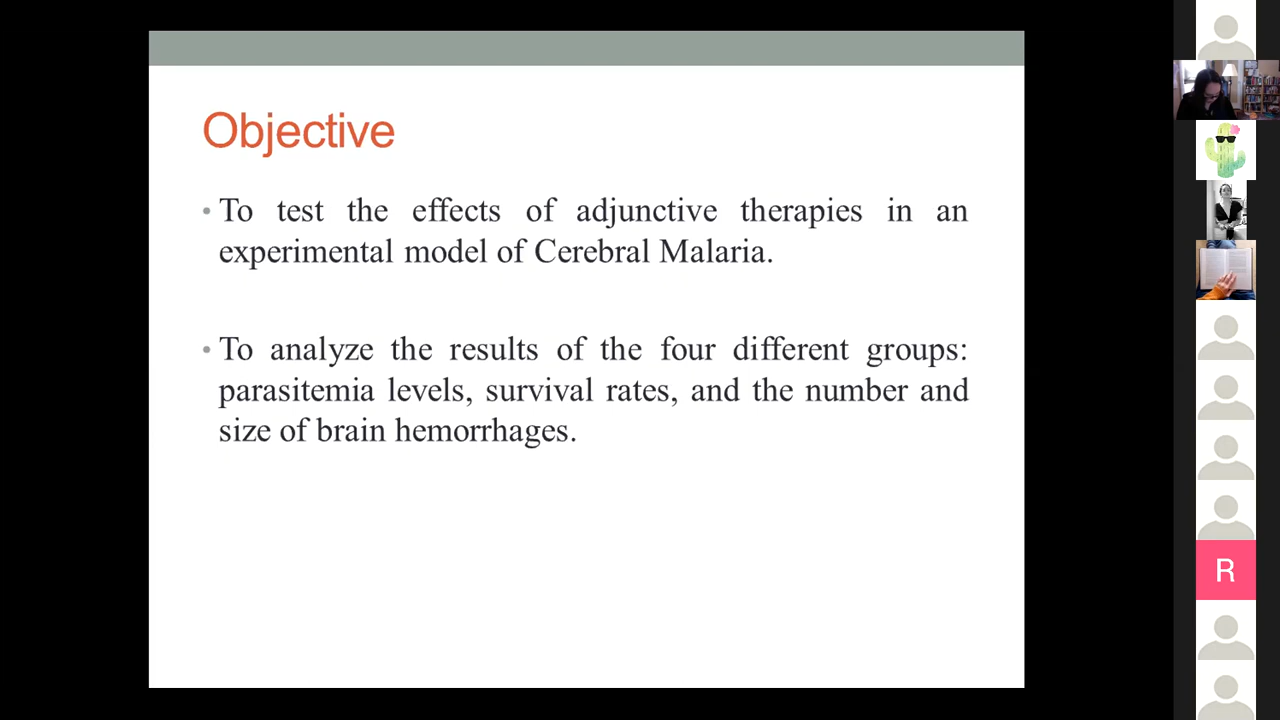 Objective
• To test the effects of adjunctive therapies in an
experimental model of Cerebral Malaria.
• To analyze the results of the four different groups:
parasitemia levels, survival rates, and the number and
size of brain hemorrhages.
R